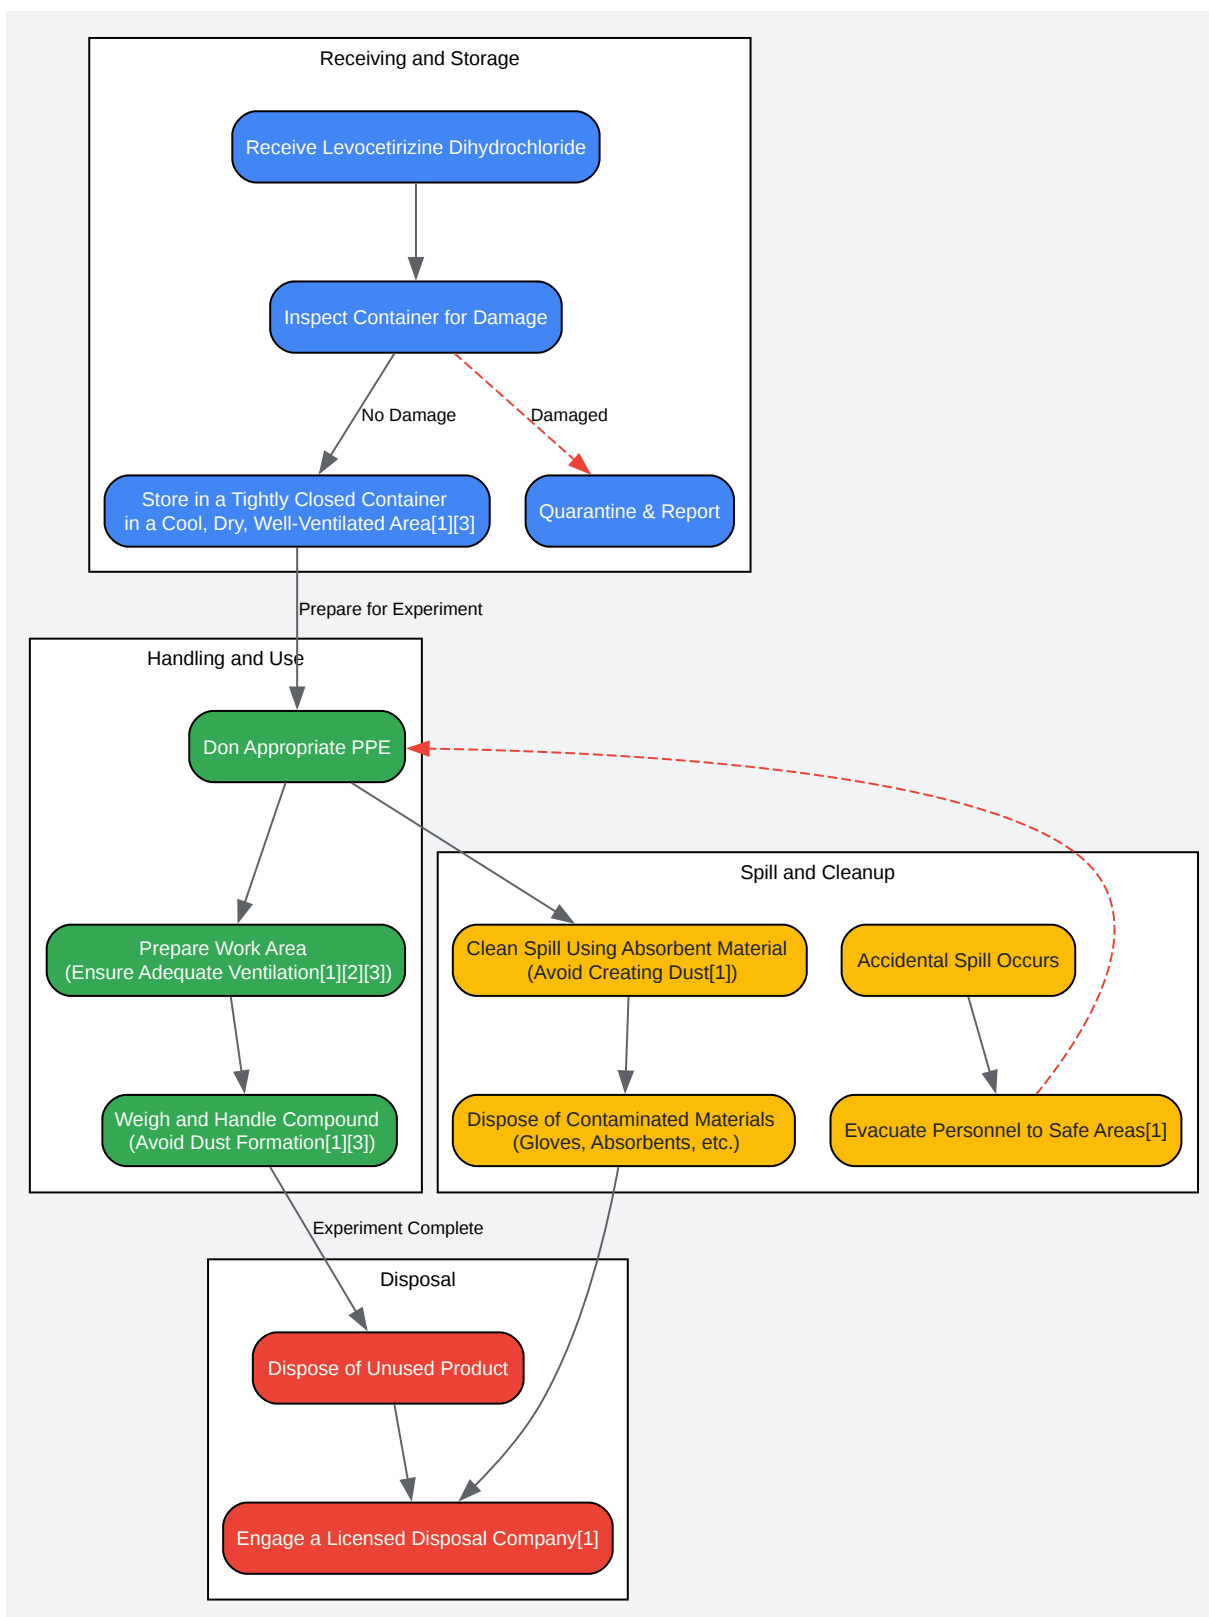 Receiving and Storage
Receive Levocetirizine Dihydrochloride
Inspect Container for Damage
No Damage
Damaged
Store in a Tightly Closed Container
in a Cool, Dry, Well-Ventilated Area[1][3]
Quarantine & Report
Prepare for Experiment
Handling and Use
Don Appropriate PPE
Prepare Work Area
(Ensure Adequate Ventilation[1][2][3])
Weigh and Handle Compound
(Avoid Dust Formation[1][3])
Spill and Cleanup
Clean Spill Using Absorbent Material
(Avoid Creating Dust[1])
Accidental Spill Occurs
Dispose of Contaminated Materials
(Gloves, Absorbents, etc.)
Evacuate Personnel to Safe Areas[1]
Experiment Complete
Disposal
Dispose of Unused Product
Engage a Licensed Disposal Company[1]